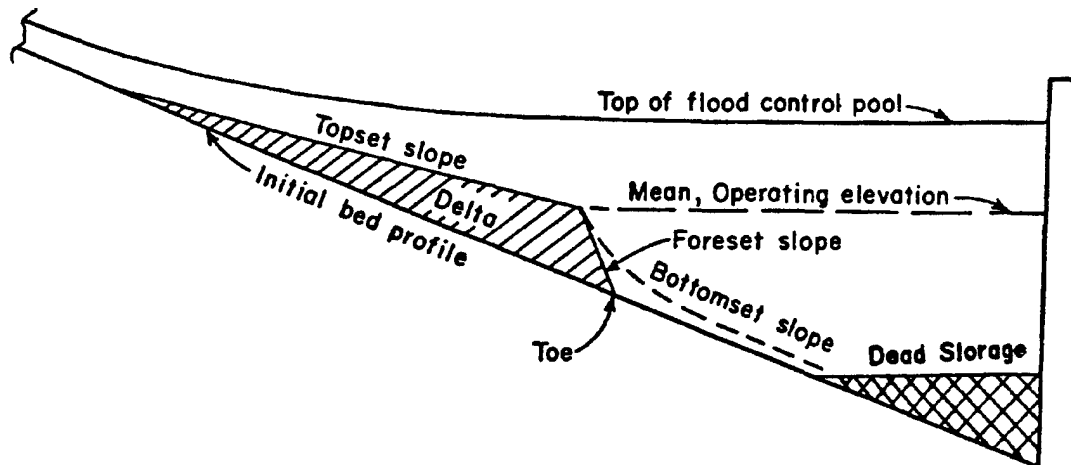 Top of flood control pool
Topset slope
Mean, Operating elevation
Delta
Initial bed profile
Foreset slope
Bottomset slope
Toe
Dead Storage